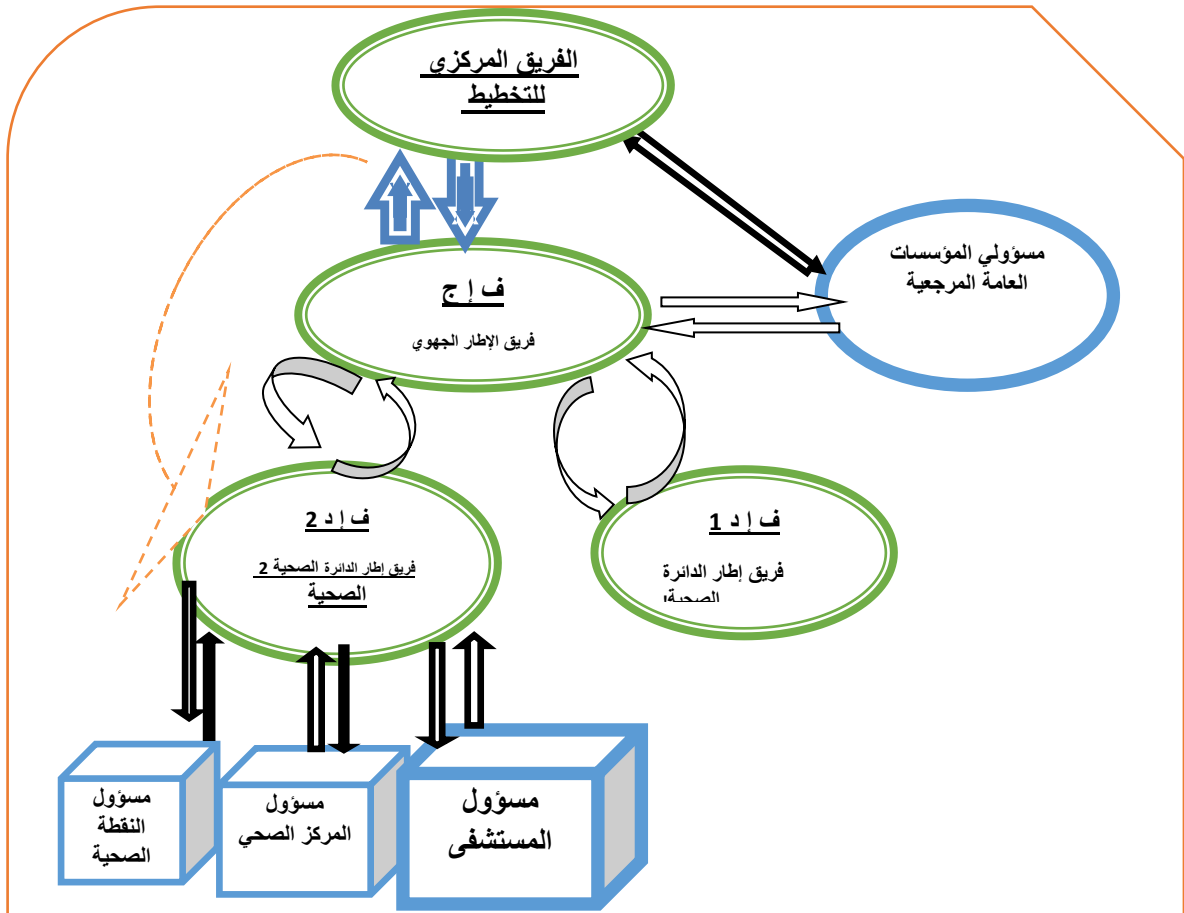 الفريق المركزي
للتخطيط
مسؤولي المؤسسات
العامة المرجعية
ف إ ج
فريق الإطار الجهوي
ف إ د 1
فريق إطار الدائرة
الصحية!
ف إ د 2
فريق إطار الدائرة الصحية 2
الصحية
مسؤول
المستشفى
مسؤول
المركز الصحي
مسؤول
النقطة
الصحية